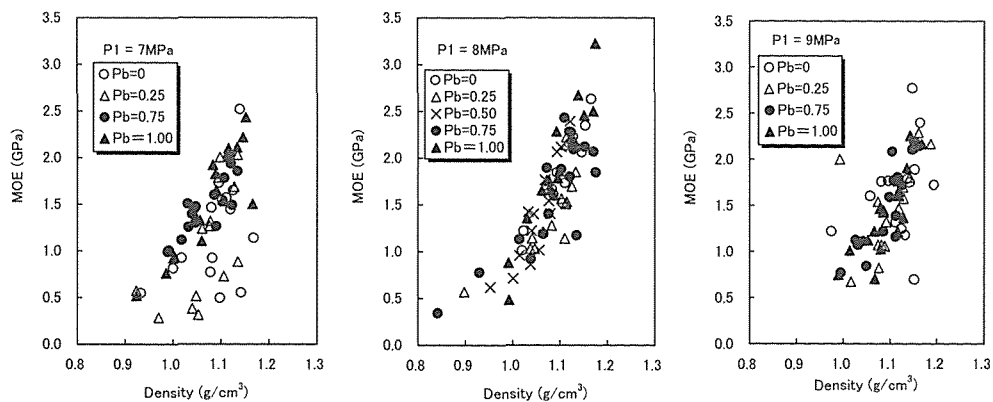 P1 = 7MPa
Pb=0
Pb=0.25
Pb=0.75
Pb=1.00
MOE (GPa)
3.5
3.0
2.5
2.0
1.5
1.0
0.5
0.0
0.8 0.9 1.0 1.1 1.2 1.3
Density (g/cm³)
P1 = 8MPa
Pb=0
Pb=0.25
Pb=0.50
Pb=0.75
Pb=1.00
MOE (GPa)
3.5
3.0
2.5
2.0
1.5
1.0
0.5
0.0
0.8 0.9 1.0 1.1 1.2 1.3
Density (g/cm³)
P1 = 9MPa
Pb=0
Pb=0.25
Pb=0.75
Pb=1.00
MOE (GPa)
3.5
3.0
2.5
2.0
1.5
1.0
0.5
0.0
0.8 0.9 1.0 1.1 1.2 1.3
Density (g/cm³)